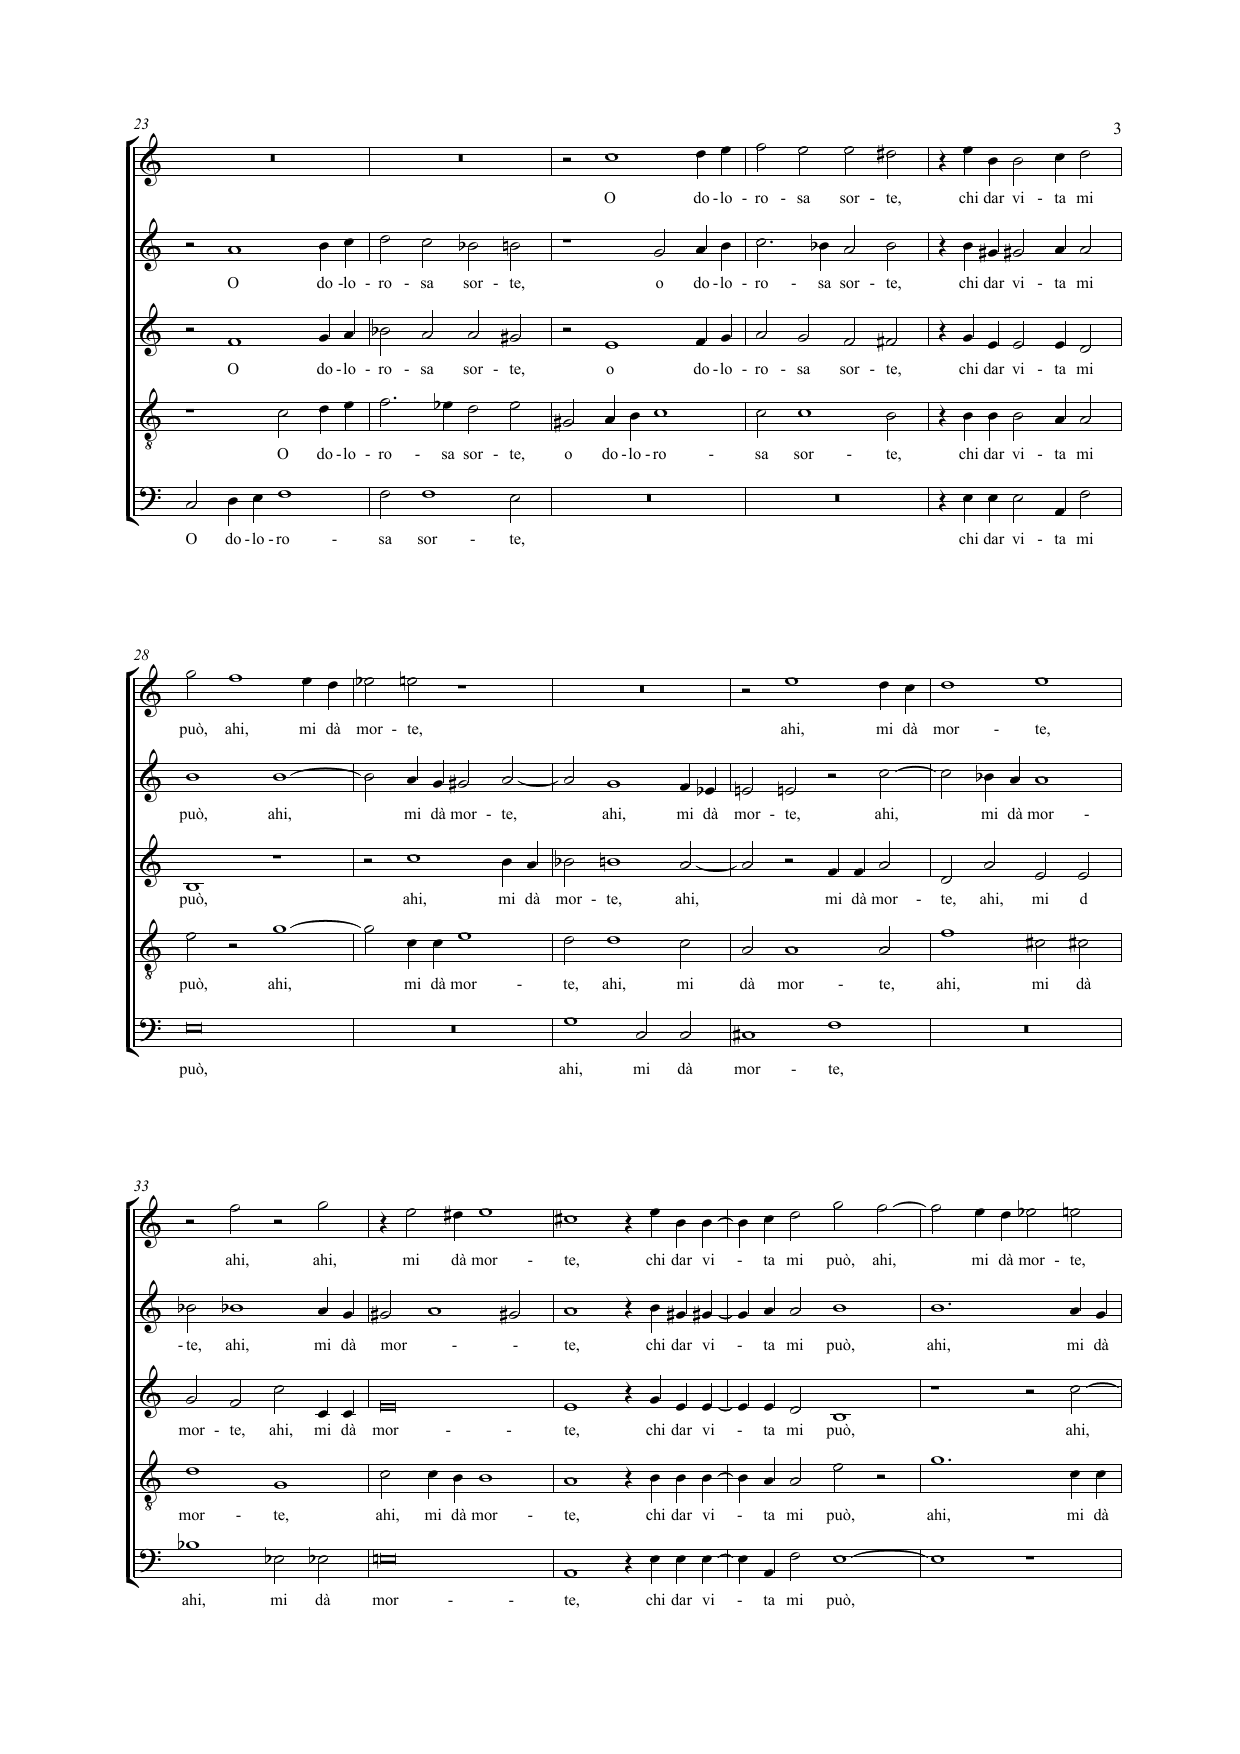 23
3
O do - lo - ro - sa sor - te, chi dar vi - ta mi
O do - lo - ro - sa sor - te, o do - lo - ro - sa sor - te, chi dar vi - ta mi
O do - lo - ro - sa sor - te, o do - lo - ro - sa sor - te, chi dar vi - ta mi
8
O do - lo - ro - sa sor - te, o do - lo - ro - sa sor - te, chi dar vi - ta mi
O do - lo - ro - sa sor - te, chi dar vi - ta mi
28
può, ahi, mi dà mor - te, ahi, mi dà mor - te,
può, ahi, mi dà mor - te, ahi, mi dà mor - te, ahi, mi dà mor -
può, ahi, mi dà mor - te, ahi, mi dà mor - te, ahi, mi d
8
può, ahi, mi dà mor - te, ahi, mi dà mor - te, ahi, mi dà
può, ahi, mi dà mor - te,
33
ahi, ahi, mi dà mor - te, chi dar vi - ta mi può, ahi, mi dà mor - te,
- te, ahi, mi dà mor - - te, chi dar vi - ta mi può, ahi, mi dà
mor - te, ahi, mi dà mor - - te, chi dar vi - ta mi può, ahi,
8
mor - te, ahi, mi dà mor - te, chi dar vi - ta mi può, ahi, mi dà
ahi, mi dà mor - - te, chi dar vi - ta mi può,